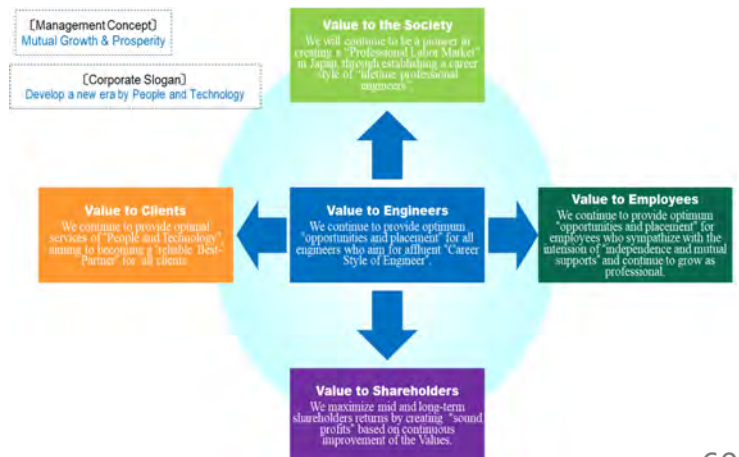 〔Management Concept〕
Mutual Growth & Prosperity
〔Corporate Slogan〕
Develop a new era by People and Technology
Value to the Society
We will continue to be a pioneer in
creating a "Professional Labor Market"
in Japan, through establishing a career
style of "lifetime professional
engineers".
Value to Clients
We continue to provide optimal
services of "People and Technology"
aiming to becoming a "reliable Best-
Partner" for all clients.
Value to Engineers
We continue to provide optimum
"opportunities and placement" for all
engineers who aim for affluent "Career
Style of Engineer".
Value to Employees
We continue to provide optimum
"opportunities and placement" for
employees who sympathize with the
intension of "independence and mutual
supports" and continue to grow as
professional.
Value to Shareholders
We maximize mid and long-term
shareholders returns by creating "sound
profits" based on continuous
improvement of the Values.